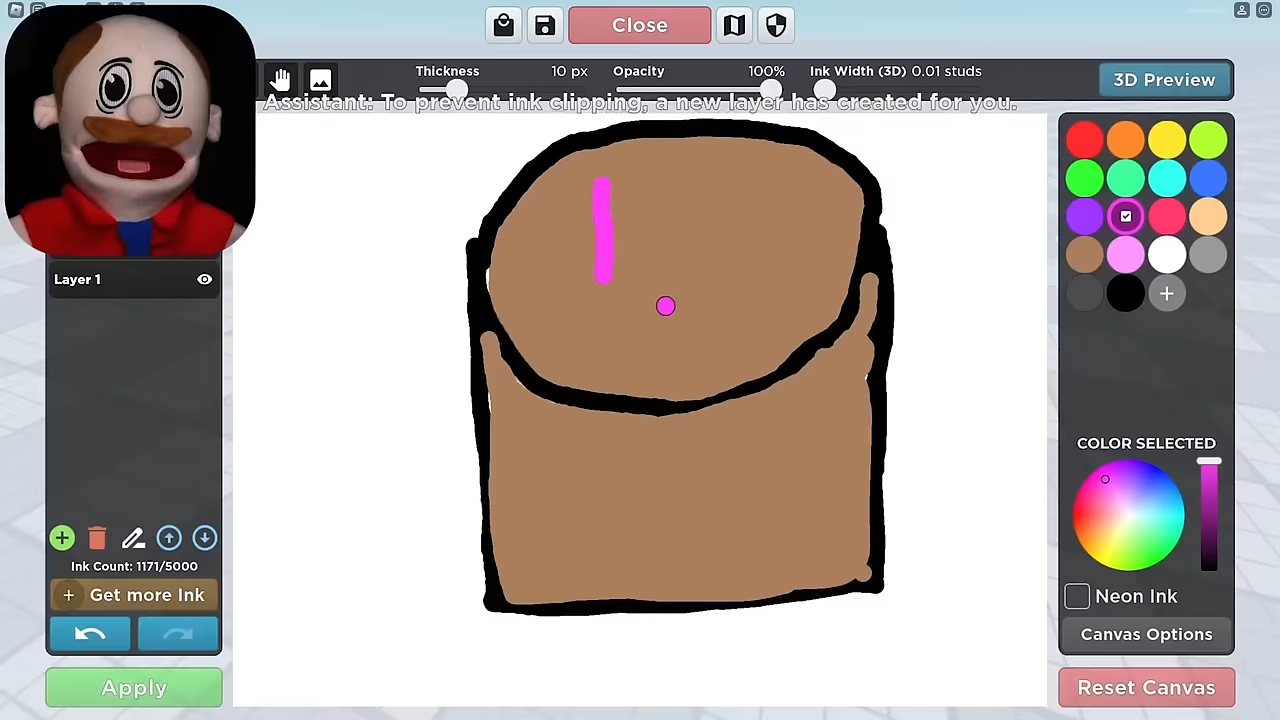 Close
Thickness 10 px Opacity 100% Ink Width (3D) 0.01 studs
3D Preview
Assistant: To prevent ink clipping, a new layer has created for you.
Layer 1
Ink Count: 1171/5000
+ Get more Ink
Apply
COLOR SELECTED
Neon Ink
Canvas Options
Reset Canvas